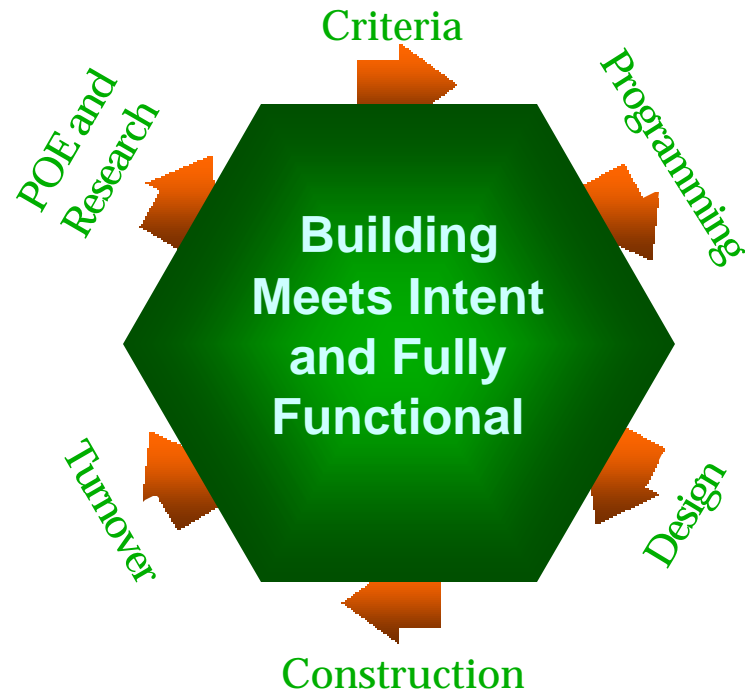 Criteria
Programming
Design
Construction
Turnover
POE and
Research
Building
Meets Intent
and Fully
Functional